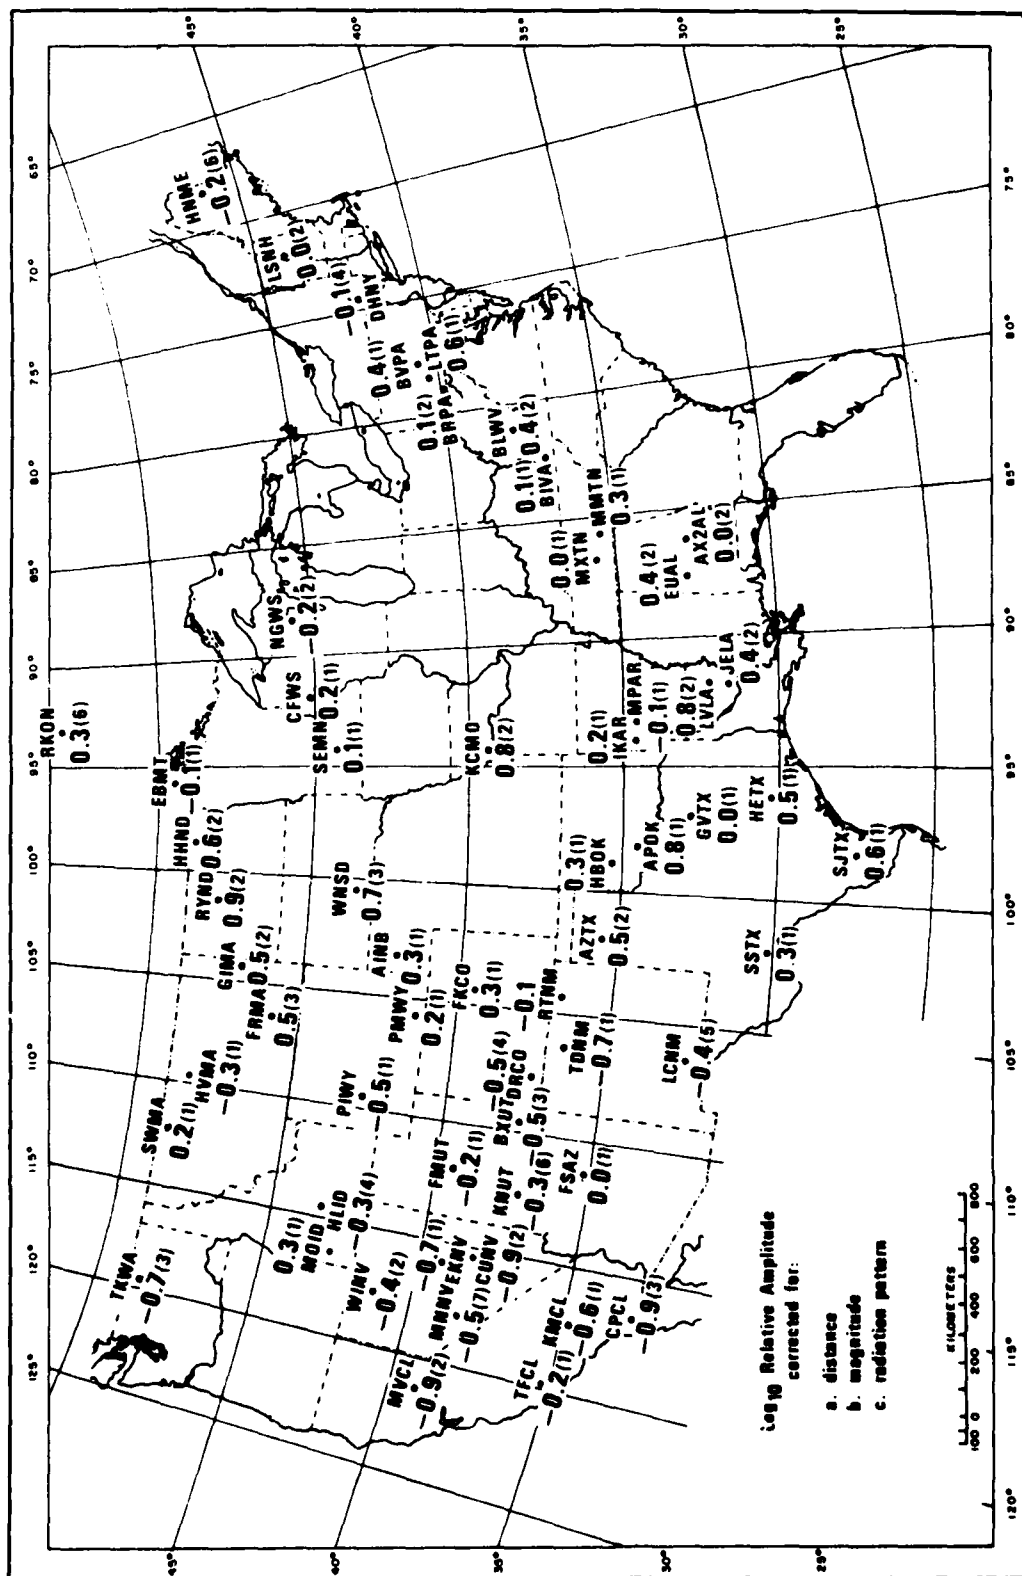 125°
120°
115°
110°
105°
100°
95°
90°
85°
80°
75°
70°
65°
45°
40°
35°
30°
45°
40°
35°
30°
25°
120°
115°
110°
105°
95°
90°
80°
75°
TKWA
-0.7(3)
SWMA
0.2(1)
HVMA
-0.3(1)
GIMA
0.5(2)
FRMA
0.5(3)
RYND
0.9(2)
HHND
0.6(2)
EBMT
-0.1(1)
RKON
0.3(6)
NGWS
-0.2(2)
CFWS
0.2(1)
SEMN
0.1(1)
WNSD
0.7(3)
AINB
0.3(1)
PMWY
0.2(1)
PIWY
-0.5(1)
0.3(1)
MOID
HLID
-0.3(4)
WINV
-0.4(2)
-0.7(1)
EKNV
MNNV
-0.5(7)
CUNV
-0.9(2)
MVCL
-0.9(2)
TFCL
-0.2(1)
KMCL
-0.6(1)
CPCL
-0.9(3)
FMUT
-0.2(1)
KNUT
-0.3(6)
BXUT
-0.5(3)
-0.5(4)
DRCO
FKCO
0.3(1)
-0.1
RTNM
TDNM
-0.7(1)
FSAZ
0.0(1)
LCNM
-0.4(5)
AZTX
0.5(2)
0.3(1)
HBOK
APOK
0.8(1)
GVTX
0.0(1)
HETX
0.5(1)
SJTX
0.6(1)
SSTX
0.3(1)
KCMO
0.8(2)
0.2(1)
IKAR
MPAR
-0.1(1)
0.8(2)
LVLA
JELA
0.4(2)
0.4(2)
EUAL
AX2AL
0.0(2)
0.0(1)
MXTN
MMTN
0.3(1)
0.1(1)
BIVA
BLWV
0.4(2)
0.1(2)
BRPA
0.4(1)
BVPA
LTPA
0.6(1)
-0.1(4)
DHNY
LSNH
0.0(2)
HNME
-0.2(6)
Log10 Relative Amplitude
corrected for:
a. distance
b. magnitude
c. radiation pattern
KILOMETERS
100 0 200 400 600 800